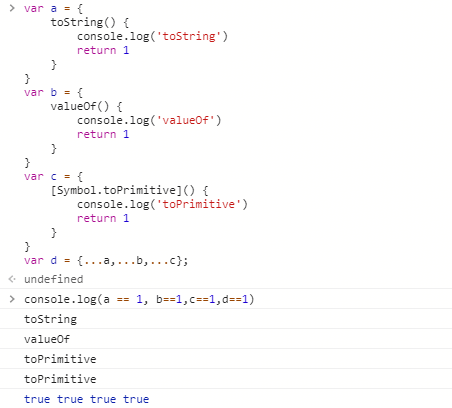 > var a = {
    toString() {
        console.log('toString')
        return 1
    }
}
var b = {
    valueOf() {
        console.log('valueOf')
        return 1
    }
}
var c = {
    [Symbol.toPrimitive]() {
        console.log('toPrimitive')
        return 1
    }
}
var d = {...a,...b,...c};
undefined
> console.log(a == 1, b==1,c==1,d==1)
toString
valueOf
toPrimitive
toPrimitive
true true true true